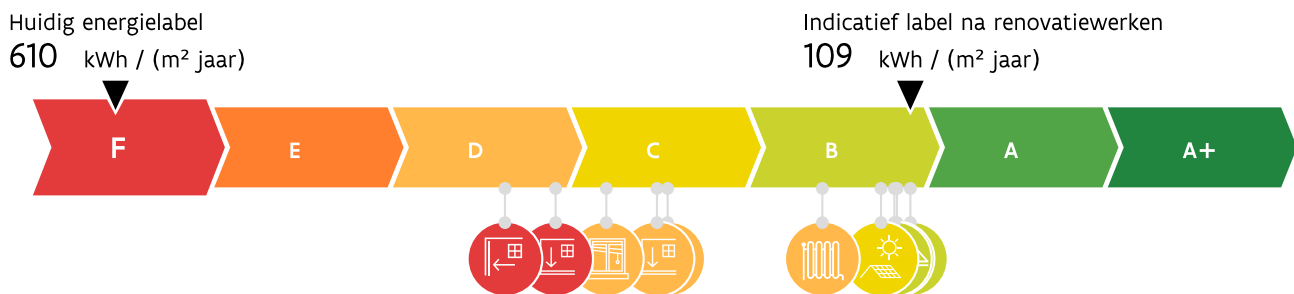 Huidig energielabel
610 kWh / (m² jaar)
Indicatief label na renovatiewerken
109 kWh / (m² jaar)
F E D C B A A+